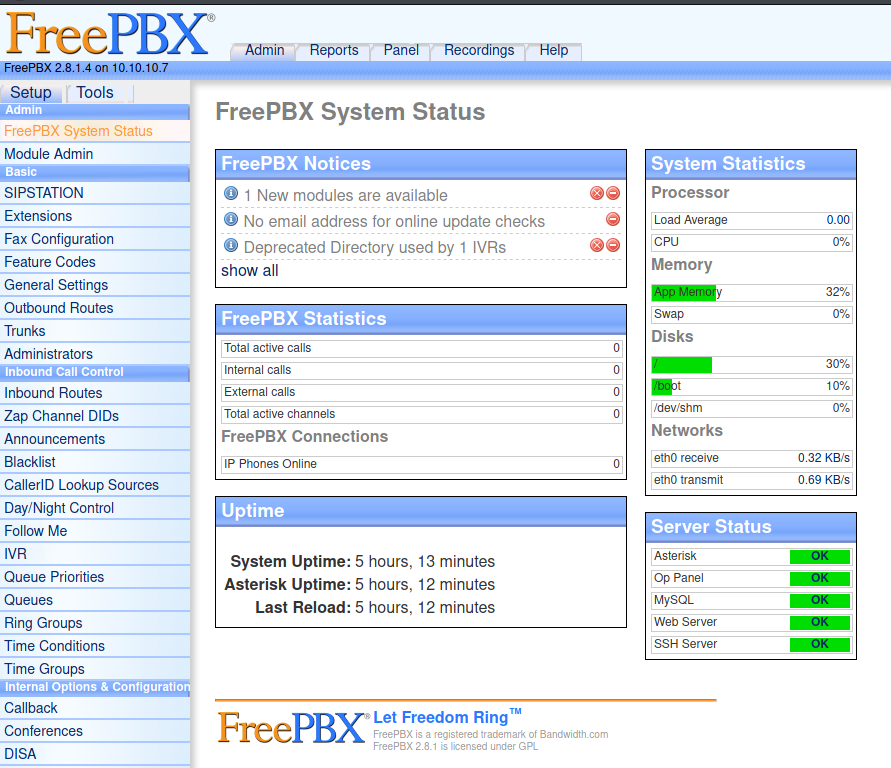 FreePBX®
Admin Reports Panel Recordings Help
FreePBX 2.8.1.4 on 10.10.10.7
Setup Tools
Admin
FreePBX System Status
Module Admin
Basic
SIPSTATION
Extensions
Fax Configuration
Feature Codes
General Settings
Outbound Routes
Trunks
Administrators
Inbound Call Control
Inbound Routes
Zap Channel DIDs
Announcements
Blacklist
CallerID Lookup Sources
Day/Night Control
Follow Me
IVR
Queue Priorities
Queues
Ring Groups
Time Conditions
Time Groups
Internal Options & Configuration
Callback
Conferences
DISA
FreePBX System Status
FreePBX Notices
1 New modules are available
No email address for online update checks
Deprecated Directory used by 1 IVRs
show all
FreePBX Statistics
Total active calls 0
Internal calls 0
External calls 0
Total active channels 0
FreePBX Connections
IP Phones Online 0
Uptime
System Uptime: 5 hours, 13 minutes
Asterisk Uptime: 5 hours, 12 minutes
Last Reload: 5 hours, 12 minutes
System Statistics
Processor
Load Average 0.00
CPU 0%
Memory
App Memory 32%
Swap 0%
Disks
/ 30%
/boot 10%
/dev/shm 0%
Networks
eth0 receive 0.32 KB/s
eth0 transmit 0.69 KB/s
Server Status
Asterisk OK
Op Panel OK
MySQL OK
Web Server OK
SSH Server OK
FreePBX® Let Freedom Ring™
FreePBX is a registered trademark of Bandwidth.com
FreePBX 2.8.1 is licensed under GPL